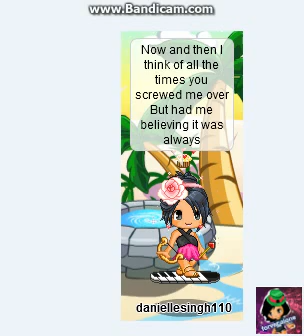 www.Bandicam.com
Now and then I
think of all the
times you
screwed me over
But had me
believing it was
always
daniellesingh110